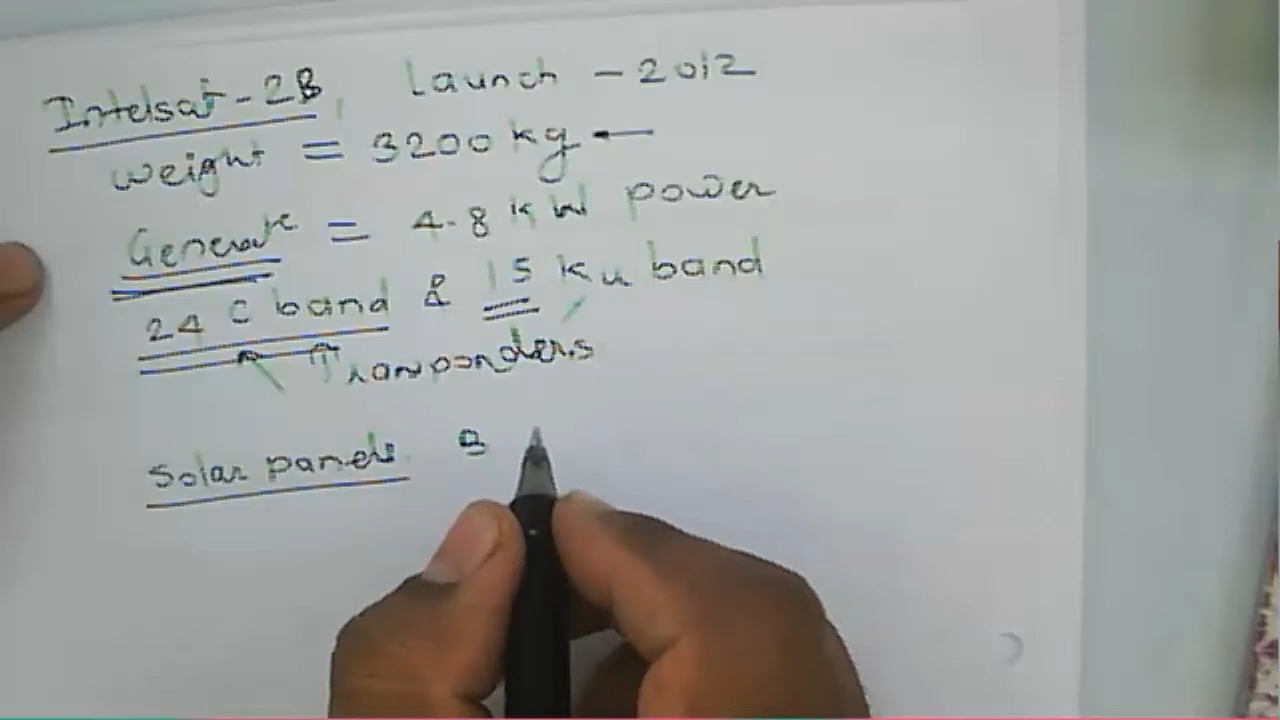 Intelsat-2B, Launch - 2012
weight = 3200 kg -
Generate = 4.8 kW power
24 C band & 15 Ku band
Transponders
Solar panels